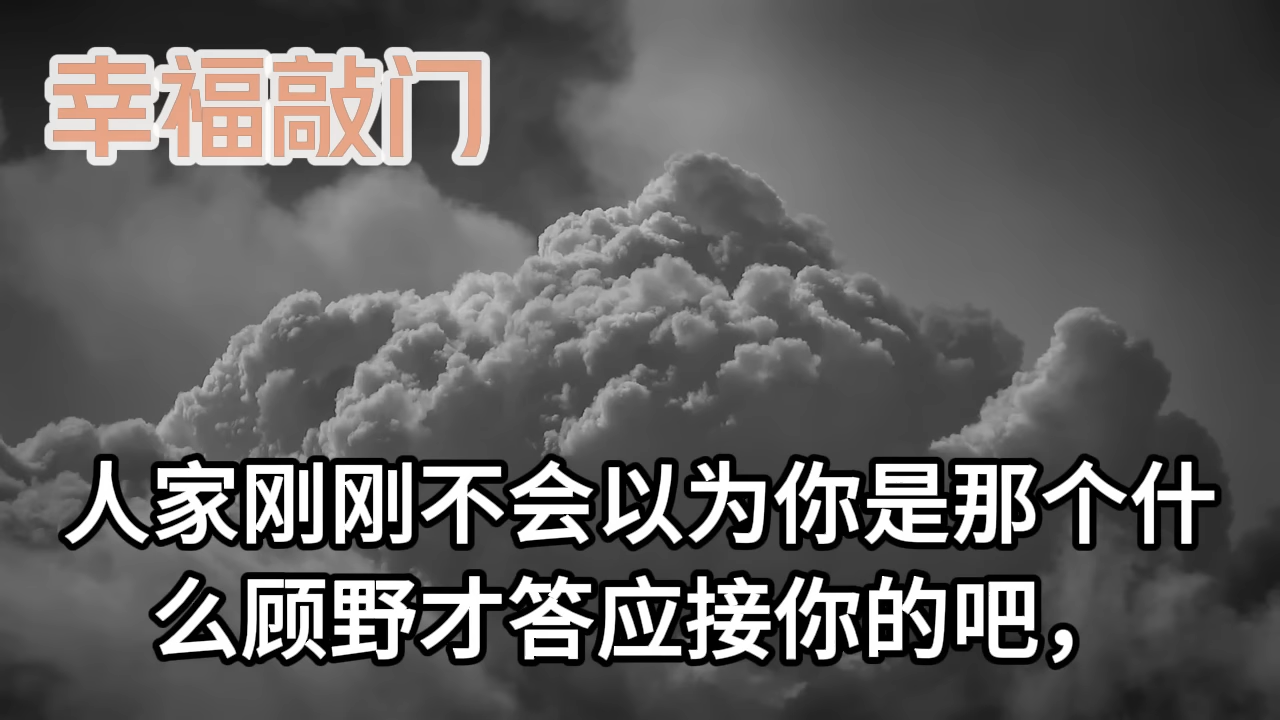 幸福敲门
人家刚刚不会以为你是那个什
么顾野才答应接你的吧，